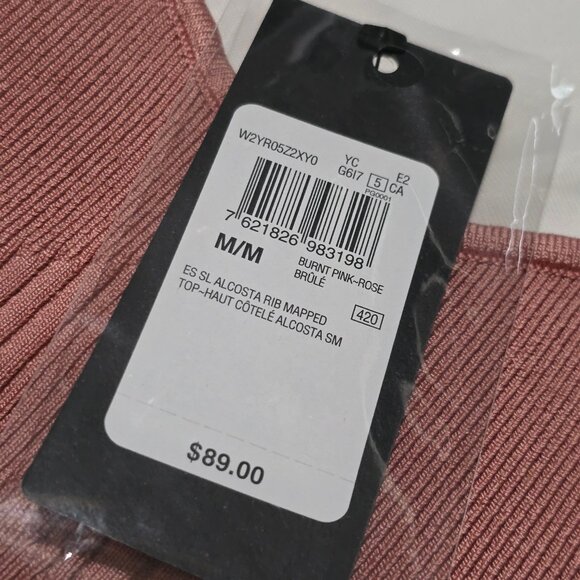 W2YR05Z2XY0 YC E2
G6I7 5 CA
PG0001
7 621826 983198
M/M BURNT PINK~ROSE
BRÛLÉ
ES SL ALCOSTA RIB MAPPED 420
TOP~HAUT CÔTELÉ ALCOSTA SM
$89.00